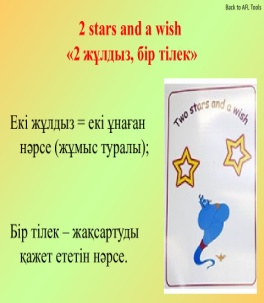 Back to AFL Tools
2 stars and a wish
«2 жұлдыз, бір тілек»
Екі жұлдыз = екі ұнаған
нәрсе (жұмыс туралы);
Two stars and a wish
Бір тілек – жақсартуды
қажет ететін нәрсе.